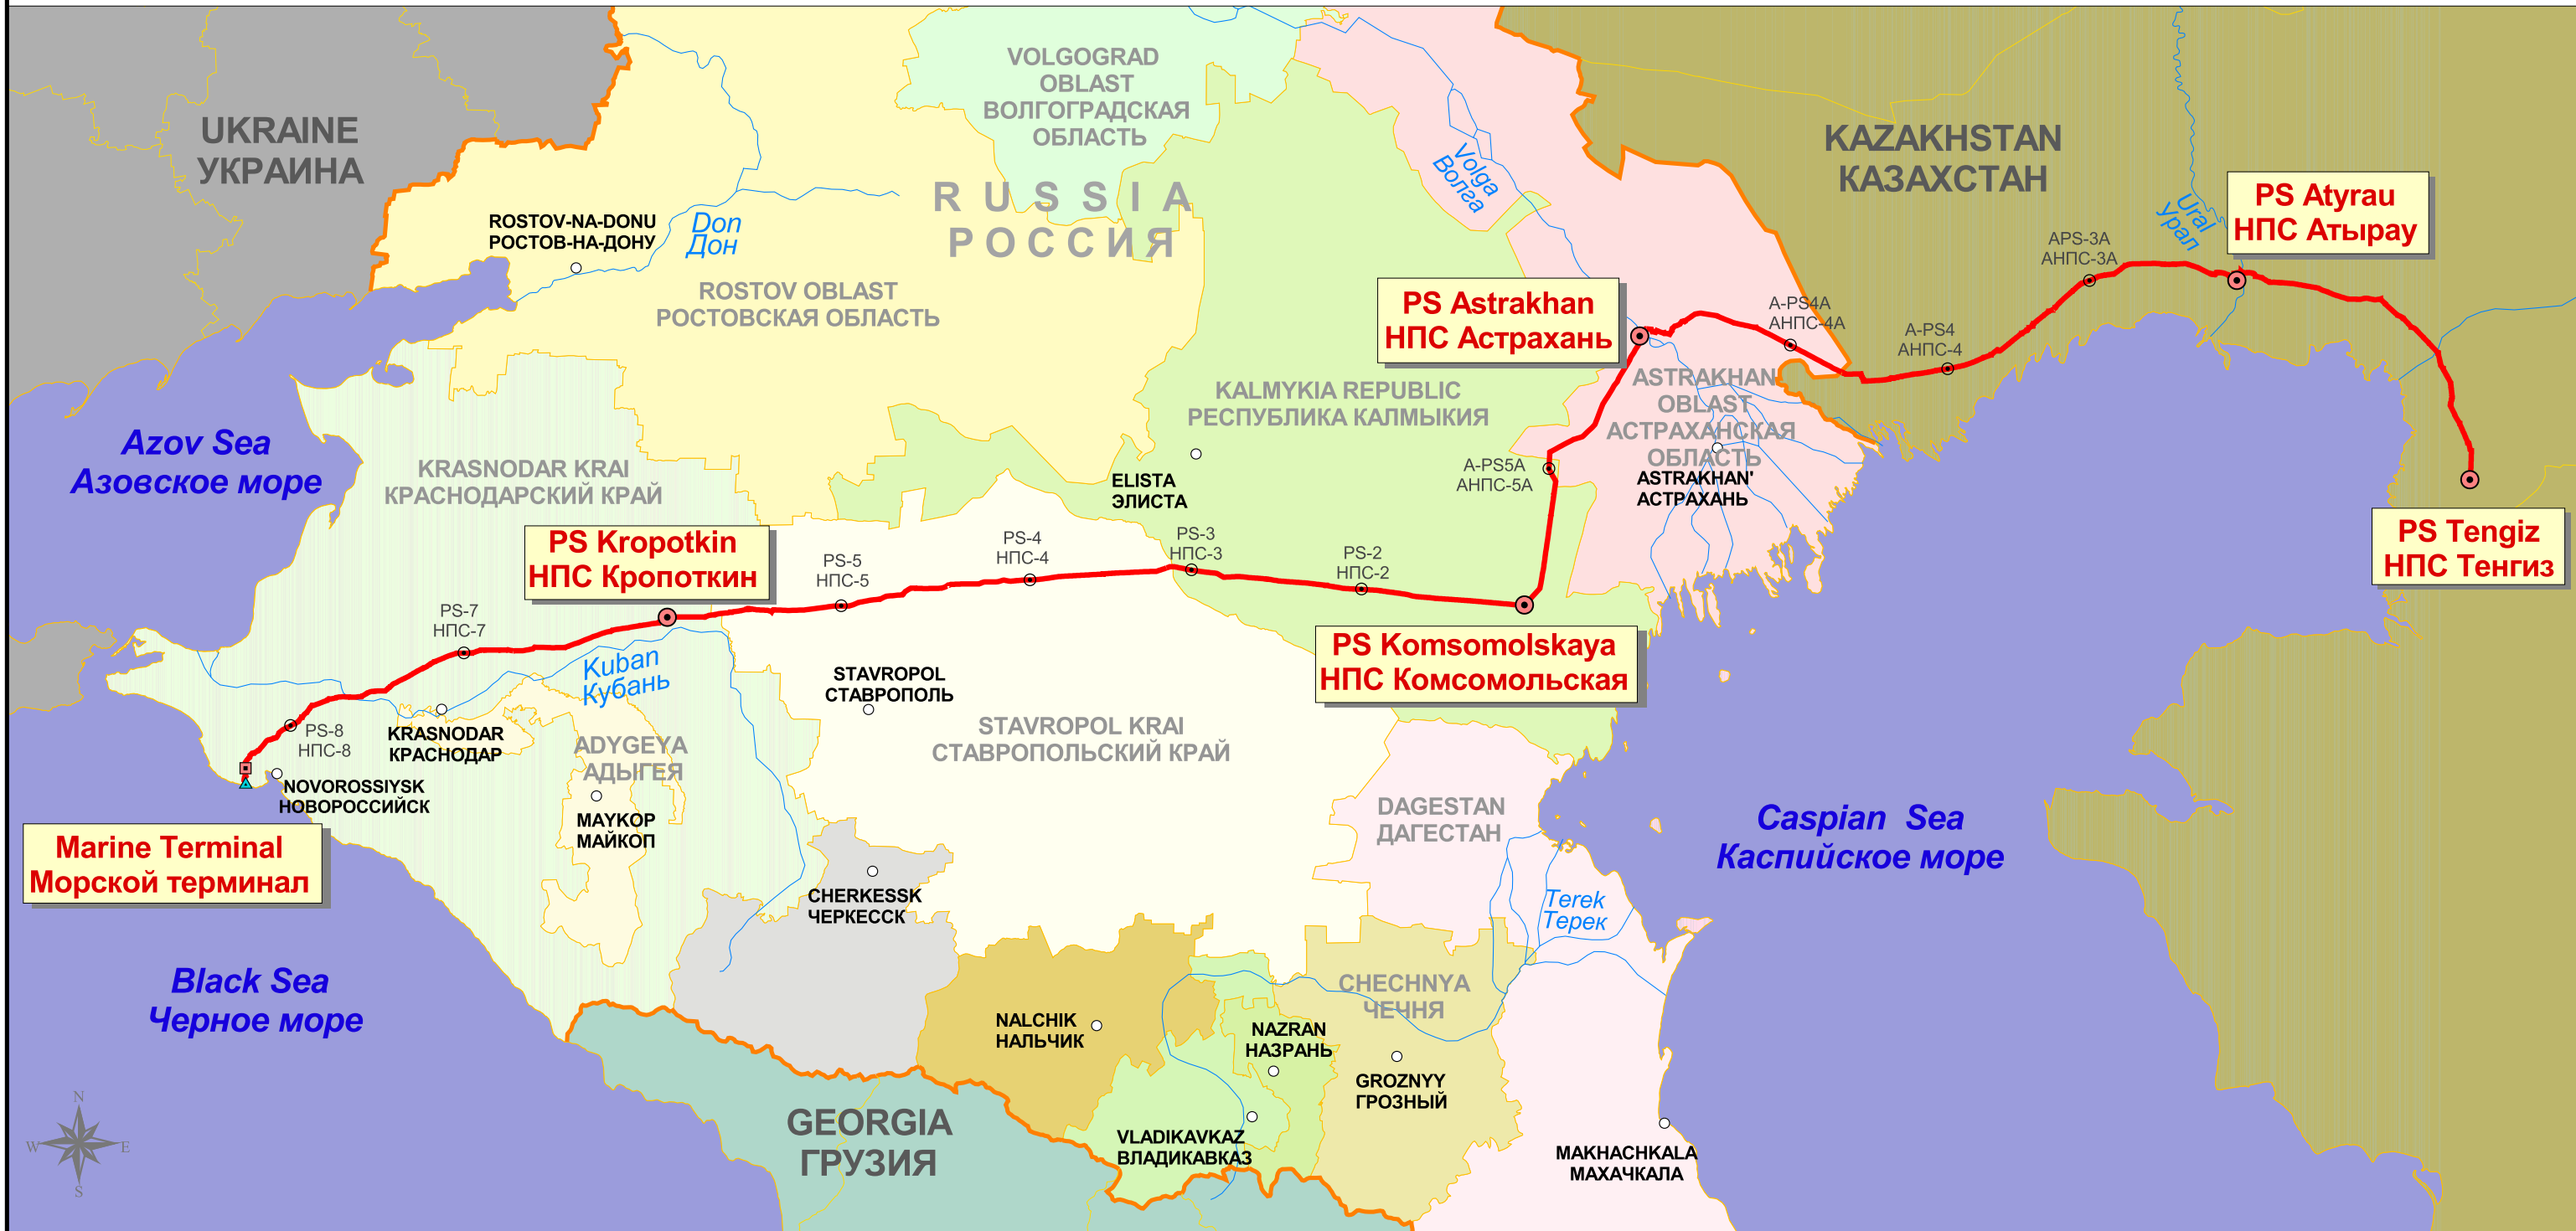 UKRAINE
УКРАИНА
VOLGOGRAD
OBLAST
ВОЛГОГРАДСКАЯ
ОБЛАСТЬ
KAZAKHSTAN
КАЗАХСТАН
Volga
Волга
RUSSIA
РОССИЯ
ROSTOV-NA-DONU
РОСТОВ-НА-ДОНУ
Don
Дон
Ural
Урал
PS Atyrau
НПС Атырау
APS-3A
АНПС-3А
ROSTOV OBLAST
РОСТОВСКАЯ ОБЛАСТЬ
PS Astrakhan
НПС Астрахань
A-PS4A
АНПС-4А
A-PS4
АНПС-4
KALMYKIA REPUBLIC
РЕСПУБЛИКА КАЛМЫКИЯ
ASTRAKHAN
OBLAST
АСТРАХАНСКАЯ
ОБЛАСТЬ
ASTRAKHAN'
АСТРАХАНЬ
Azov Sea
Азовское море
KRASNODAR KRAI
КРАСНОДАРСКИЙ КРАЙ
ELISTA
ЭЛИСТА
A-PS5A
АНПС-5А
PS Tengiz
НПС Тенгиз
PS Kropotkin
НПС Кропоткин
PS-5
НПС-5
PS-4
НПС-4
PS-3
НПС-3
PS-2
НПС-2
PS-7
НПС-7
PS Komsomolskaya
НПС Комсомольская
Kuban
Кубань
STAVROPOL
СТАВРОПОЛЬ
PS-8
НПС-8
KRASNODAR
КРАСНОДАР
ADYGEYA
АДЫГЕЯ
STAVROPOL KRAI
СТАВРОПОЛЬСКИЙ КРАЙ
NOVOROSSIYSK
НОВОРОССИЙСК
MAYKOP
МАЙКОП
DAGESTAN
ДАГЕСТАН
Caspian Sea
Каспийское море
Marine Terminal
Морской терминал
CHERKESSK
ЧЕРКЕССК
Terek
Терек
Black Sea
Черное море
CHECHNYA
ЧЕЧНЯ
NALCHIK
НАЛЬЧИК
NAZRAN
НАЗРАНЬ
GROZNYY
ГРОЗНЫЙ
GEORGIA
ГРУЗИЯ
VLADIKAVKAZ
ВЛАДИКАВКАЗ
MAKHACHKALA
МАХАЧКАЛА
N
W E
S